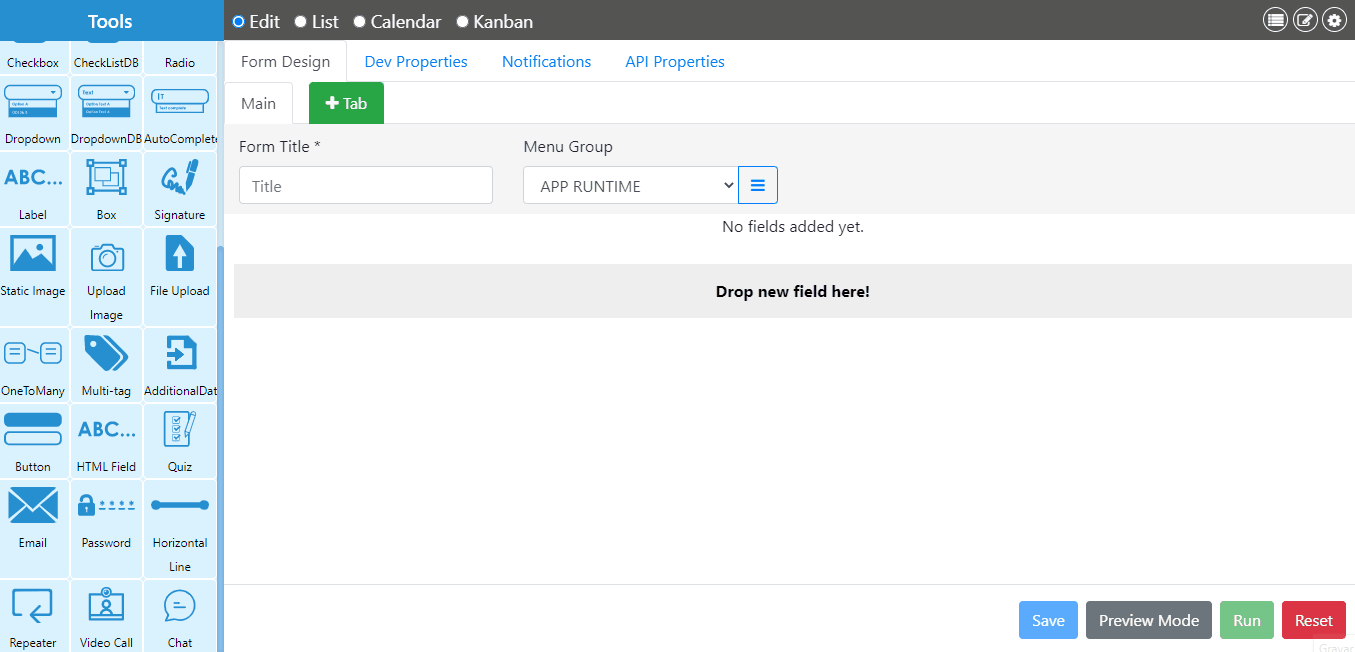 Tools
Edit List Calendar Kanban
Form Design Dev Properties Notifications API Properties
Main Tab
Form Title * Menu Group
Title APP RUNTIME
No fields added yet.
Drop new field here!
Checkbox CheckListDB Radio
Dropdown DropdownDB AutoComplete
ABC...
Label Box Signature
Static Image Upload Image File Upload
OneToMany Multi-tag AdditionalDat
ABC...
Button HTML Field Quiz
Email Password Horizontal Line
Repeater Video Call Chat
Save Preview Mode Run Reset